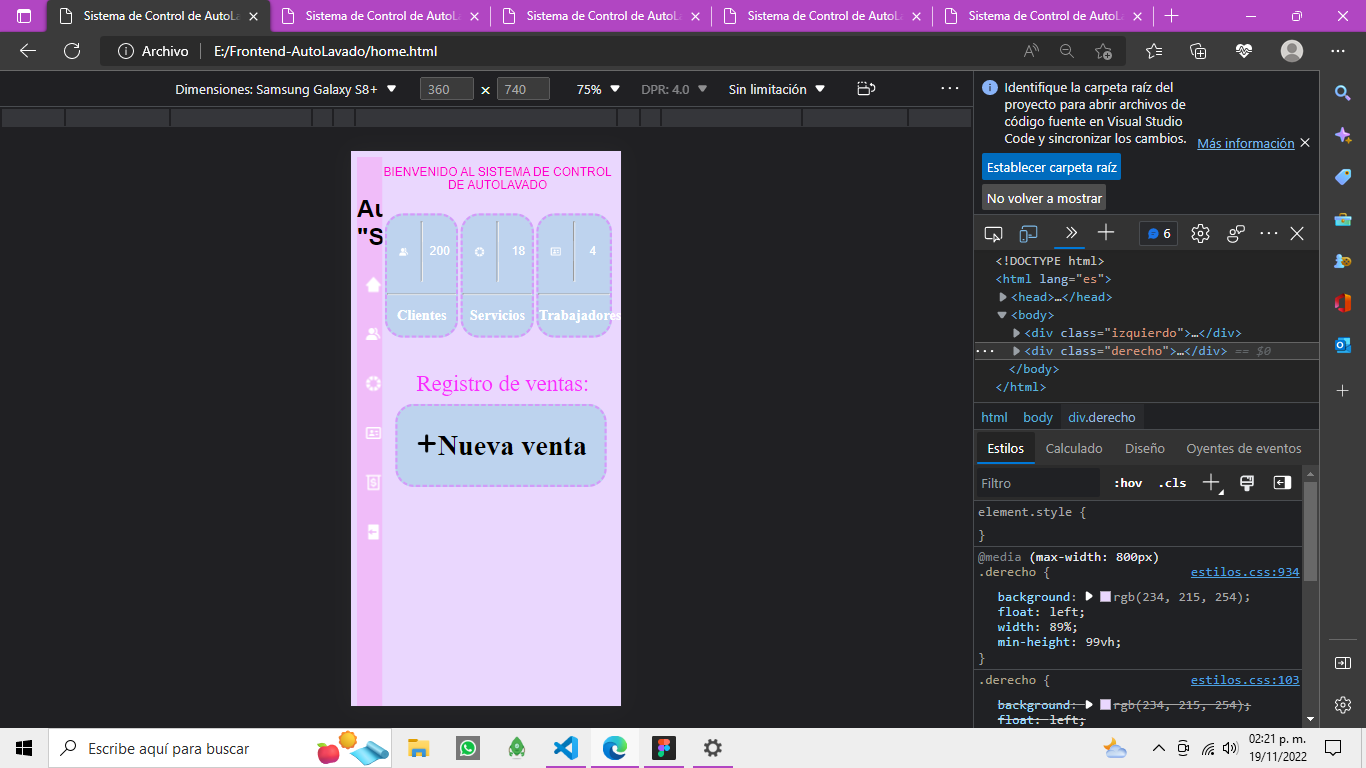 Sistema de Control de AutoLa
Sistema de Control de AutoL
Sistema de Control de AutoL
Sistema de Control de AutoL
Sistema de Control de AutoL
Archivo
E:/Frontend-AutoLavado/home.html
Dimensiones: Samsung Galaxy S8+
360
×
740
75%
DPR: 4.0
Sin limitación
BIENVENIDO AL SISTEMA DE CONTROL
DE AUTOLAVADO
Au
"S
200
18
4
Clientes
Servicios
Trabajadores
Registro de ventas:
+Nueva venta
Identifique la carpeta raíz del
proyecto para abrir archivos de
código fuente en Visual Studio
Code y sincronizar los cambios.
Más información
Establecer carpeta raíz
No volver a mostrar
6
<!DOCTYPE html>
<html lang="es">
<head>…</head>
<body>
<div class="izquierdo">…</div>
<div class="derecho">…</div> == $0
</body>
</html>
html
body
div.derecho
Estilos
Calculado
Diseño
Oyentes de eventos
Filtro
:hov
.cls
element.style {
}
@media (max-width: 800px)
.derecho {
estilos.css:934
background: rgb(234, 215, 254);
float: left;
width: 89%;
min-height: 99vh;
}
.derecho {
estilos.css:103
background: rgb(234, 215, 254);
float: left;
Escribe aquí para buscar
02:21 p. m.
19/11/2022